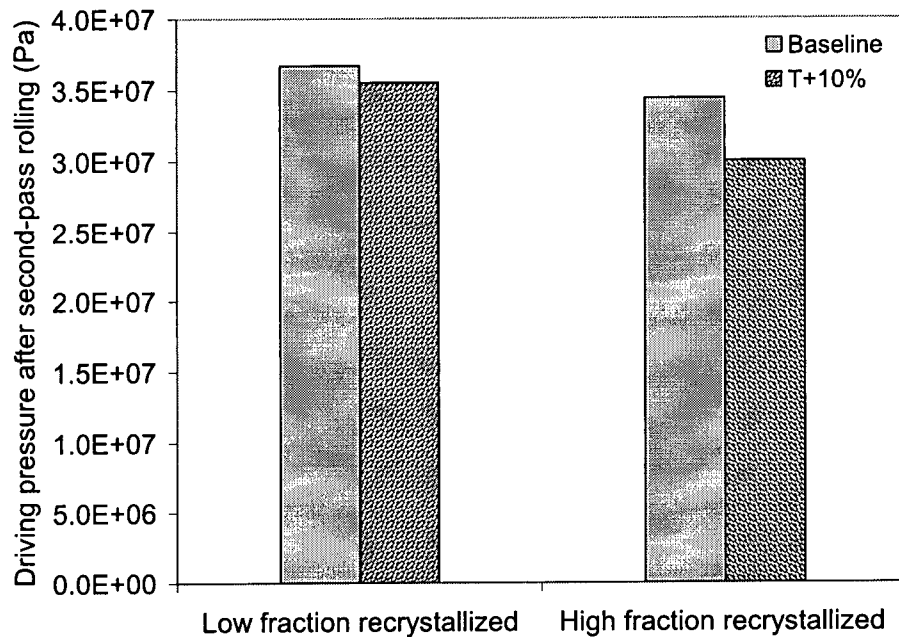 Driving pressure after second-pass rolling (Pa)
4.0E+07
3.5E+07
3.0E+07
2.5E+07
2.0E+07
1.5E+07
1.0E+07
5.0E+06
0.0E+00
Baseline
T+10%
Low fraction recrystallized
High fraction recrystallized